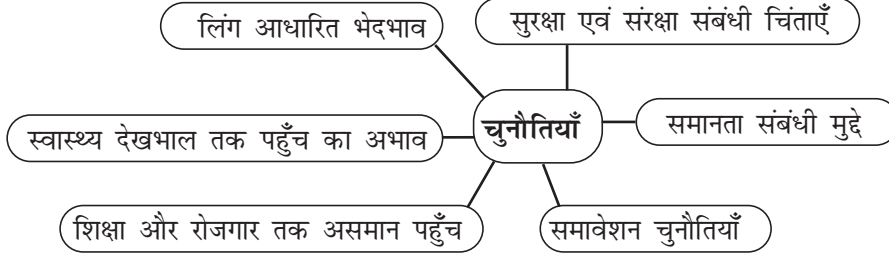 लिंग आधारित भेदभाव
सुरक्षा एवं संरक्षा संबंधी चिंताएँ
स्वास्थ्य देखभाल तक पहुँच का अभाव
चुनौतियाँ
समानता संबंधी मुद्दे
शिक्षा और रोजगार तक असमान पहुँच
समावेशन चुनौतियाँ